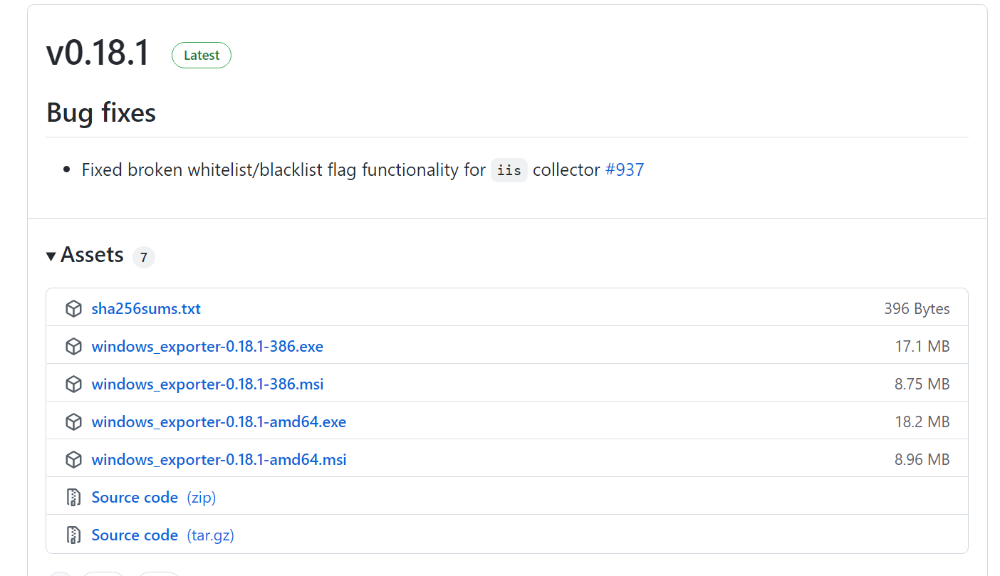 v0.18.1 Latest
Bug fixes
Fixed broken whitelist/blacklist flag functionality for iis collector #937
Assets 7
sha256sums.txt 396 Bytes
windows_exporter-0.18.1-386.exe 17.1 MB
windows_exporter-0.18.1-386.msi 8.75 MB
windows_exporter-0.18.1-amd64.exe 18.2 MB
windows_exporter-0.18.1-amd64.msi 8.96 MB
Source code (zip)
Source code (tar.gz)